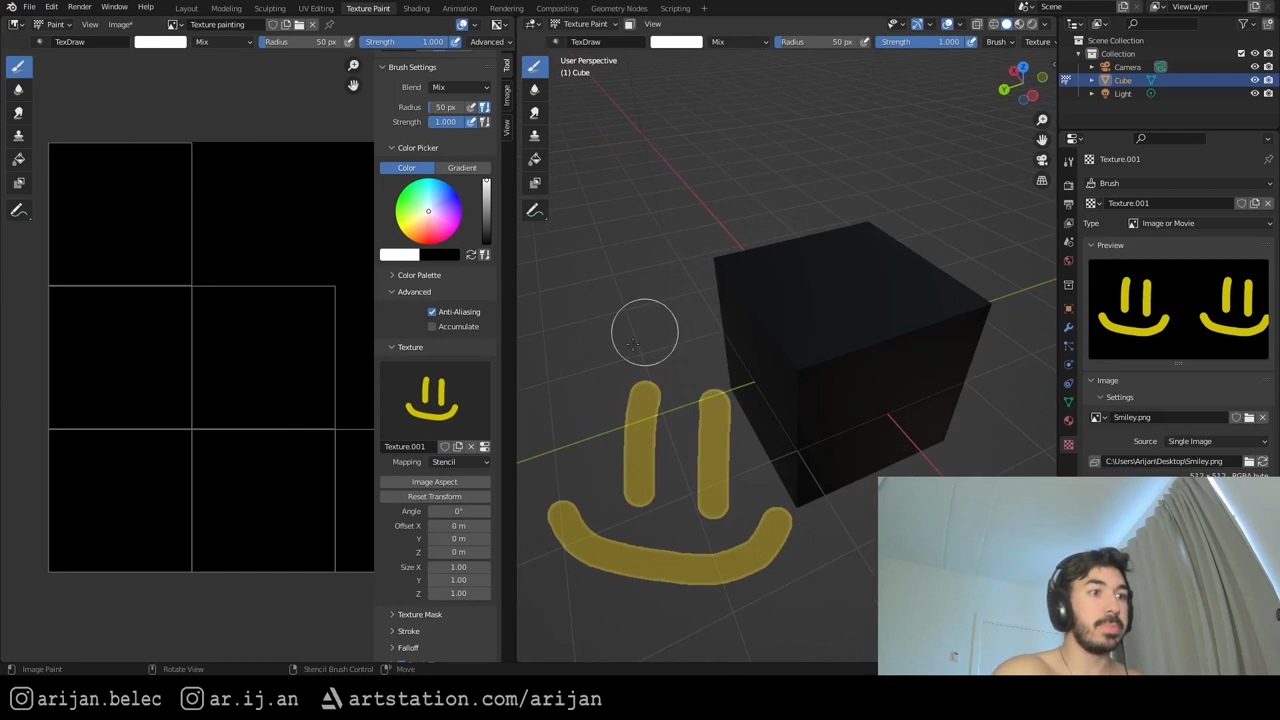 File Edit Render Window Help Layout Modeling Sculpting UV Editing Texture Paint Shading Animation Rendering Compositing Geometry Nodes Scripting + Scene ViewLayer
Paint View Image* Texture painting Texture Paint View
TexDraw Mix Radius 50 px Strength 1.000 Advanced TexDraw Mix Radius 50 px Strength 1.000 Brush Texture
Scene Collection
Collection
Camera
Cube
Light
User Perspective
(1) Cube
Z
Y
Tool
Image
View
Brush Settings
Blend Mix
Radius 50 px
Strength 1.000
Color Picker
Color Gradient
Color Palette
Advanced
Anti-Aliasing
Accumulate
Texture
Texture.001
Mapping Stencil
Image Aspect
Reset Transform
Angle 0°
Offset X 0 m
Y 0 m
Z 0 m
Size X 1.00
Y 1.00
Z 1.00
Texture Mask
Stroke
Falloff
Texture.001
Brush
Texture.001
Type Image or Movie
Preview
Image
Settings
Smiley.png
Source Single Image
C:\Users\Arijan\Desktop\Smiley.png
Image Paint Rotate View Stencil Brush Control Move
arijan.belec ar.ij.an artstation.com/arijan